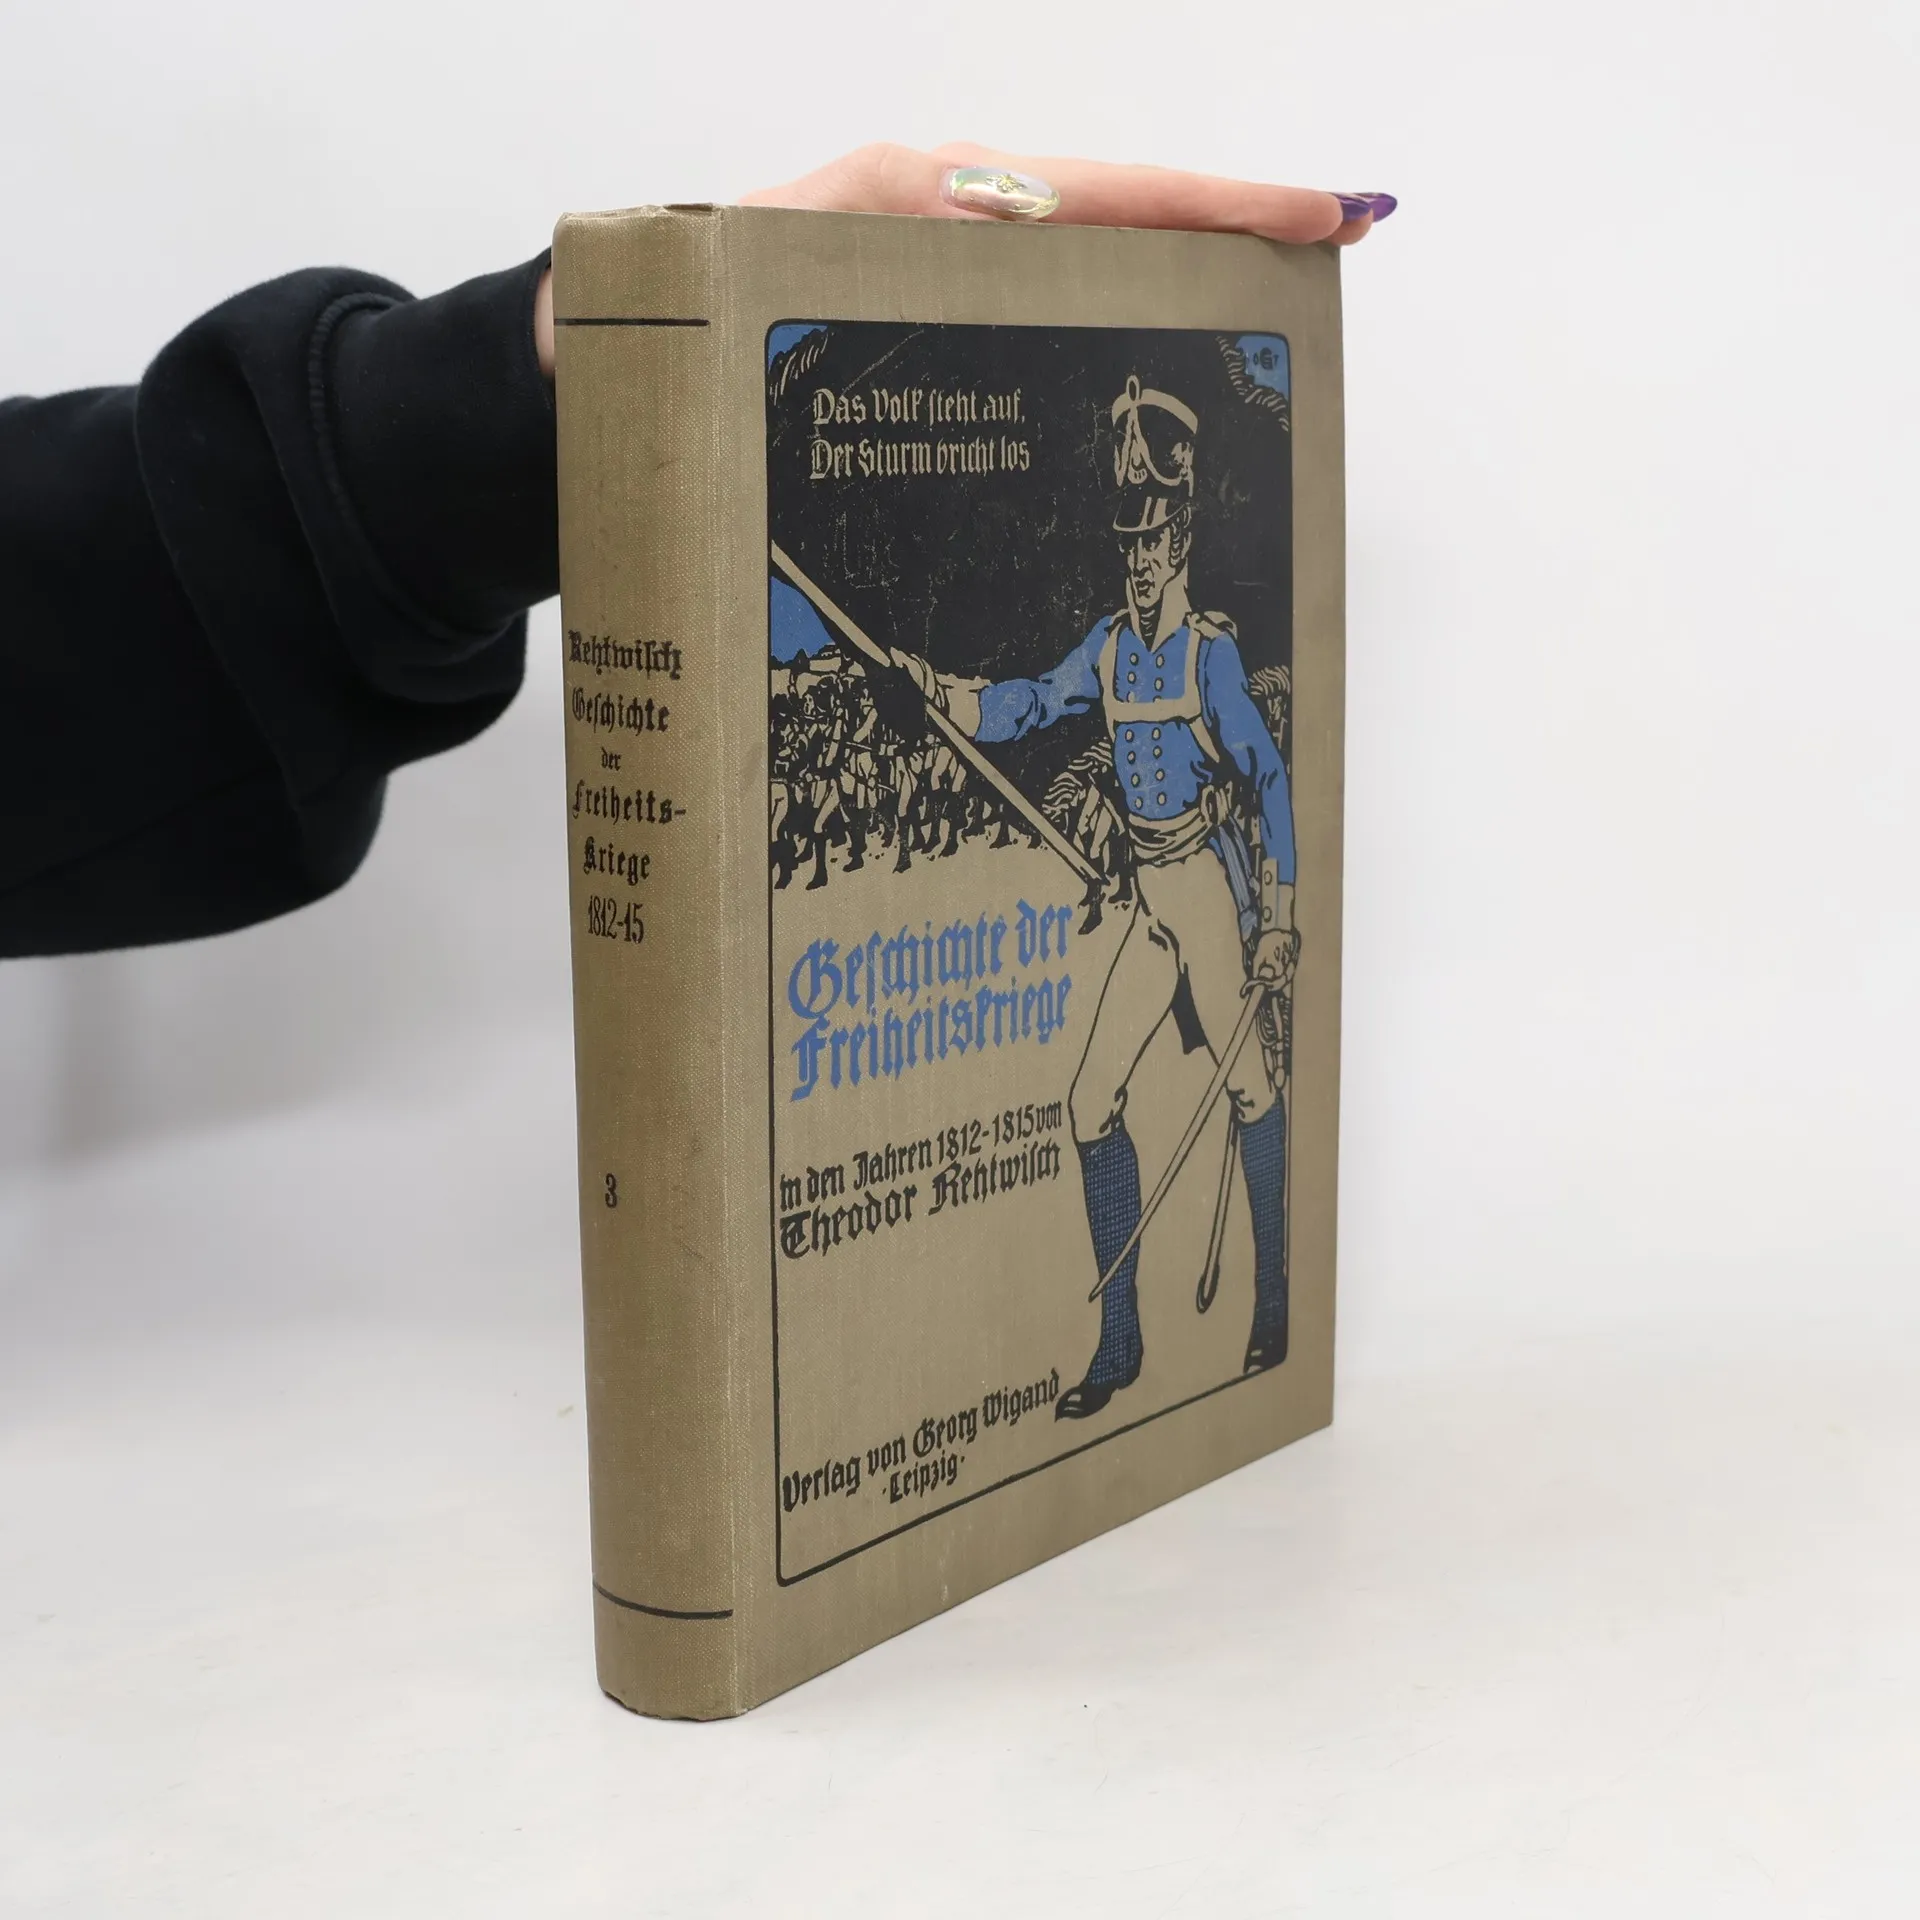 Rehtwisch
Geschichte
der
Freiheits-
Kriege
1812-15
3
Das Volk steht auf,
Der Sturm bricht los
Geschichte der
Freiheitskriege
in den Jahren 1812-1815 von
Theodor Rehtwisch
Verlag von Georg Wigand
·Leipzig·